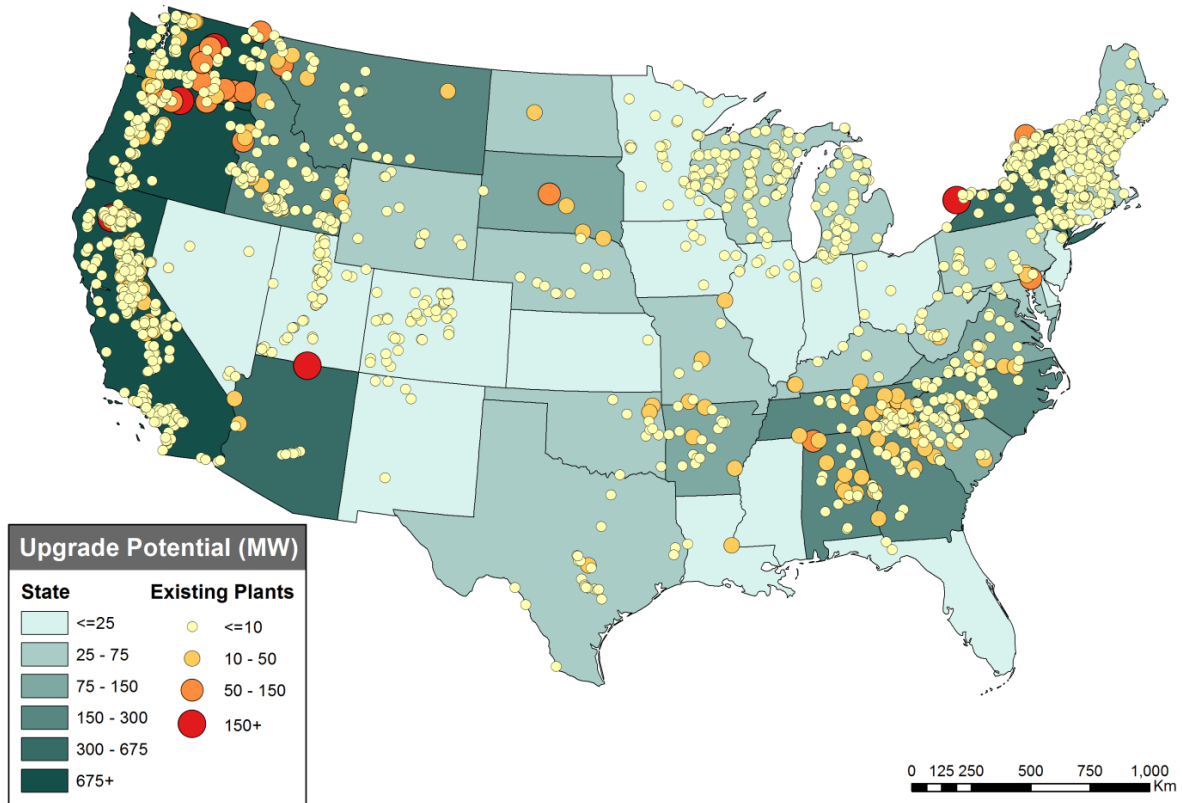 Upgrade Potential (MW)
State
<=25
25 - 75
75 - 150
150 - 300
300 - 675
675+
Existing Plants
<=10
10 - 50
50 - 150
150+
0 125 250 500 750 1,000
Km